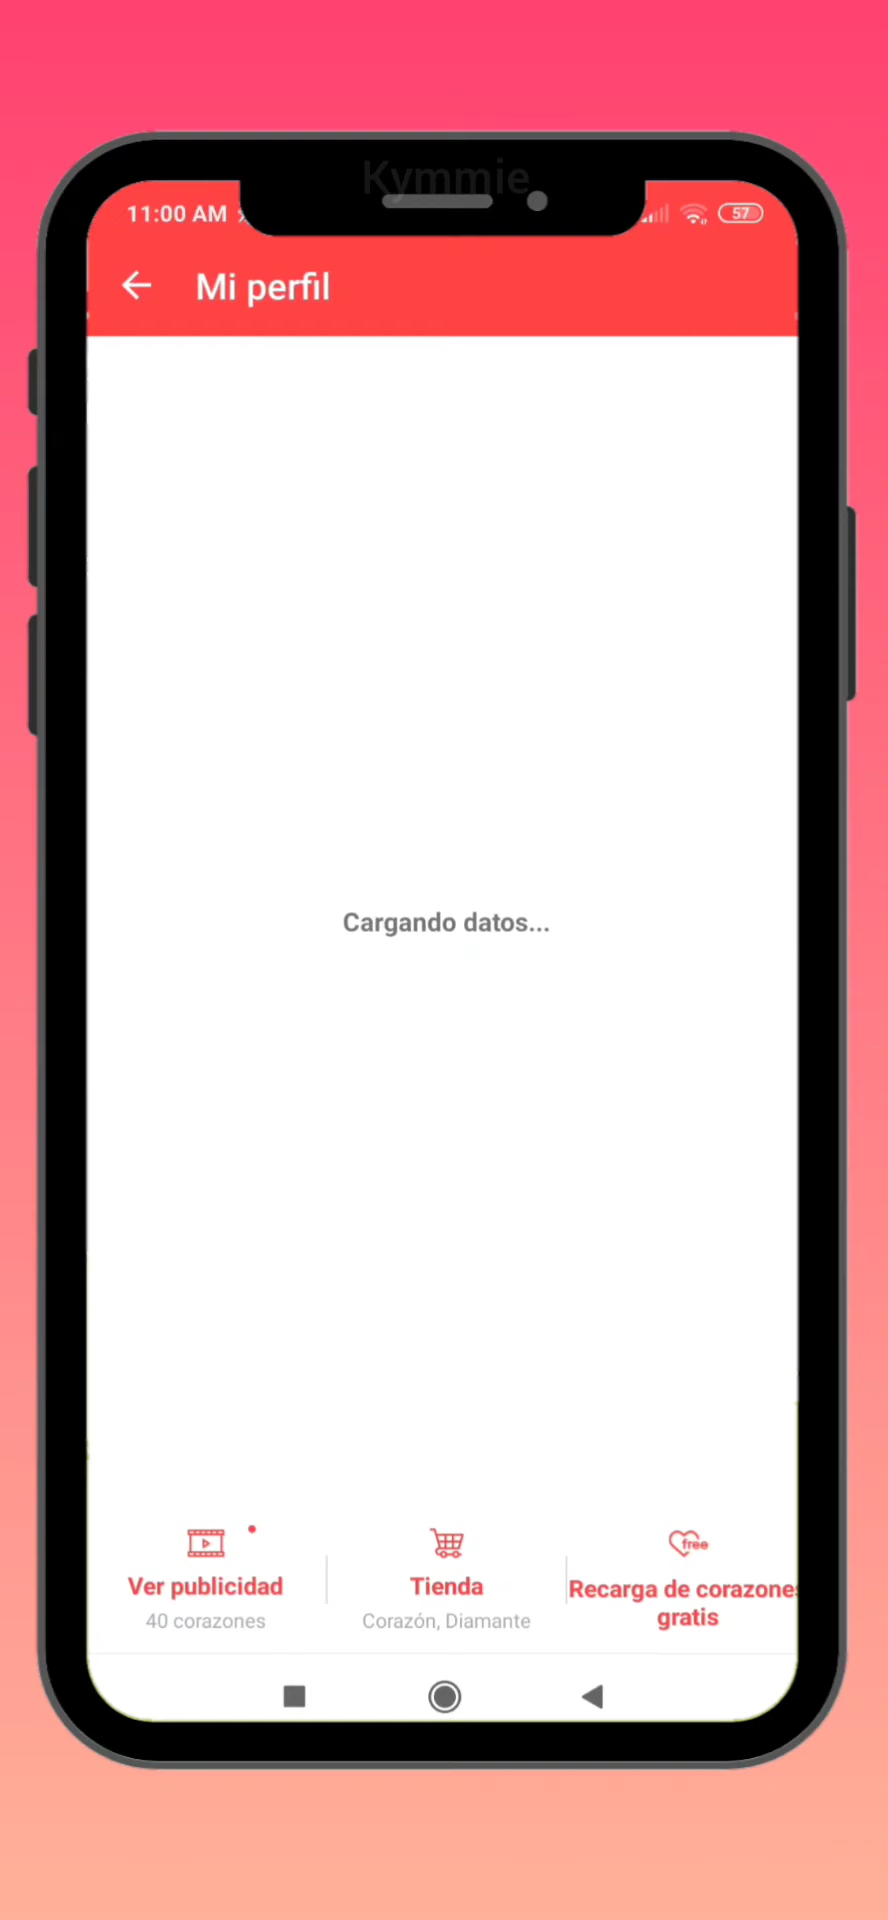 Kymmie
11:00 AM
57
Mi perfil
Cargando datos...
free
Ver publicidad
Tienda
Recarga de corazones
gratis
40 corazones
Corazón, Diamante